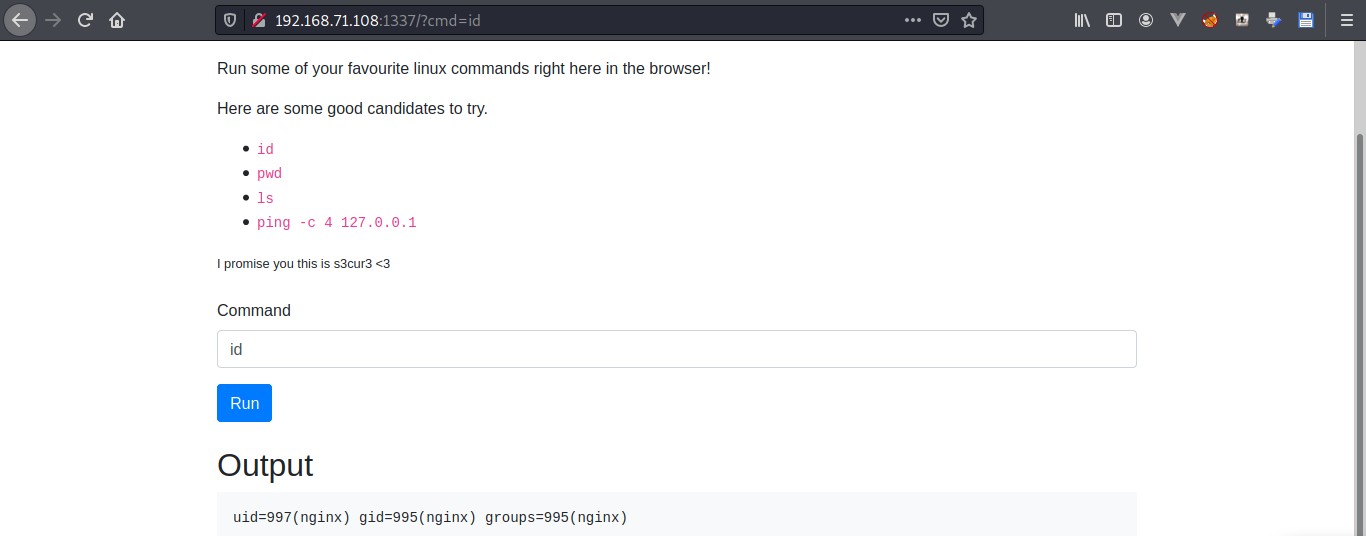 192.168.71.108:1337/?cmd=id
Run some of your favourite linux commands right here in the browser!
Here are some good candidates to try.
id
pwd
ls
ping -c 4 127.0.0.1
I promise you this is s3cur3 <3
Command
id
Run
Output
uid=997(nginx) gid=995(nginx) groups=995(nginx)